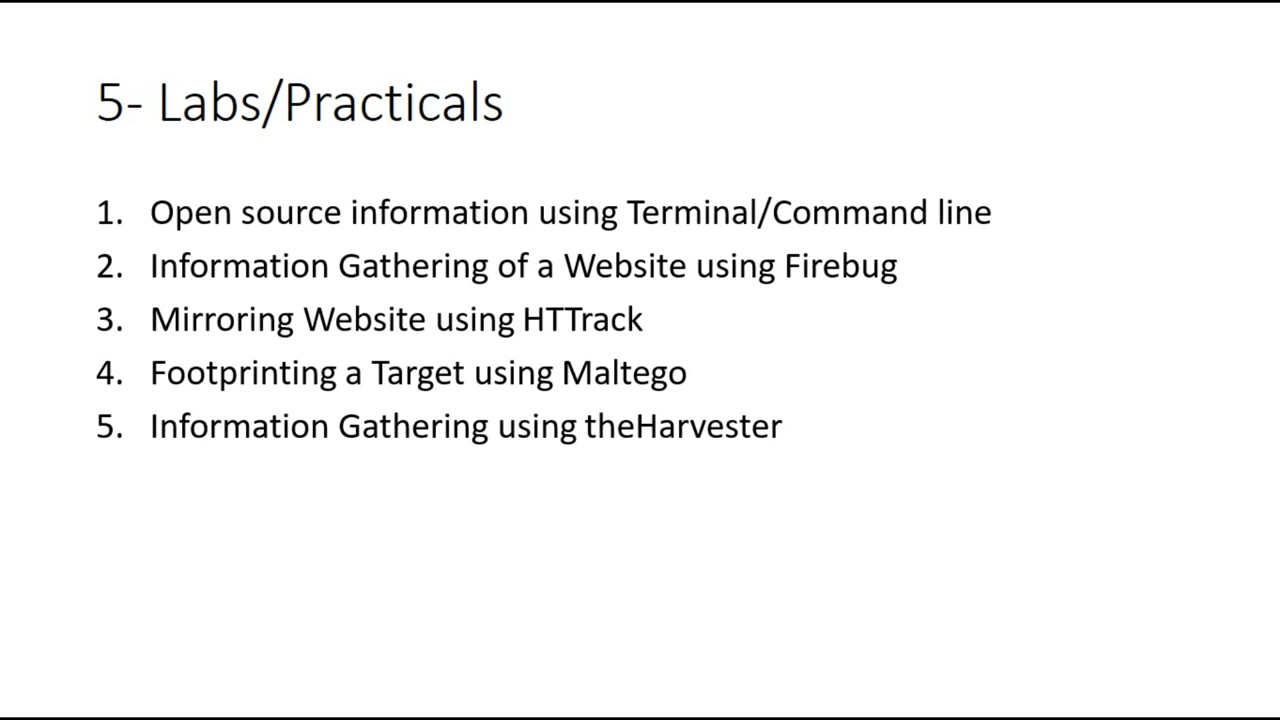 5- Labs/Practicals
1. Open source information using Terminal/Command line
2. Information Gathering of a Website using Firebug
3. Mirroring Website using HTTrack
4. Footprinting a Target using Maltego
5. Information Gathering using theHarvester